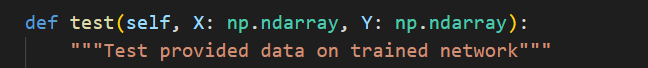 def test(self, X: np.ndarray, Y: np.ndarray):
    """Test provided data on trained network"""